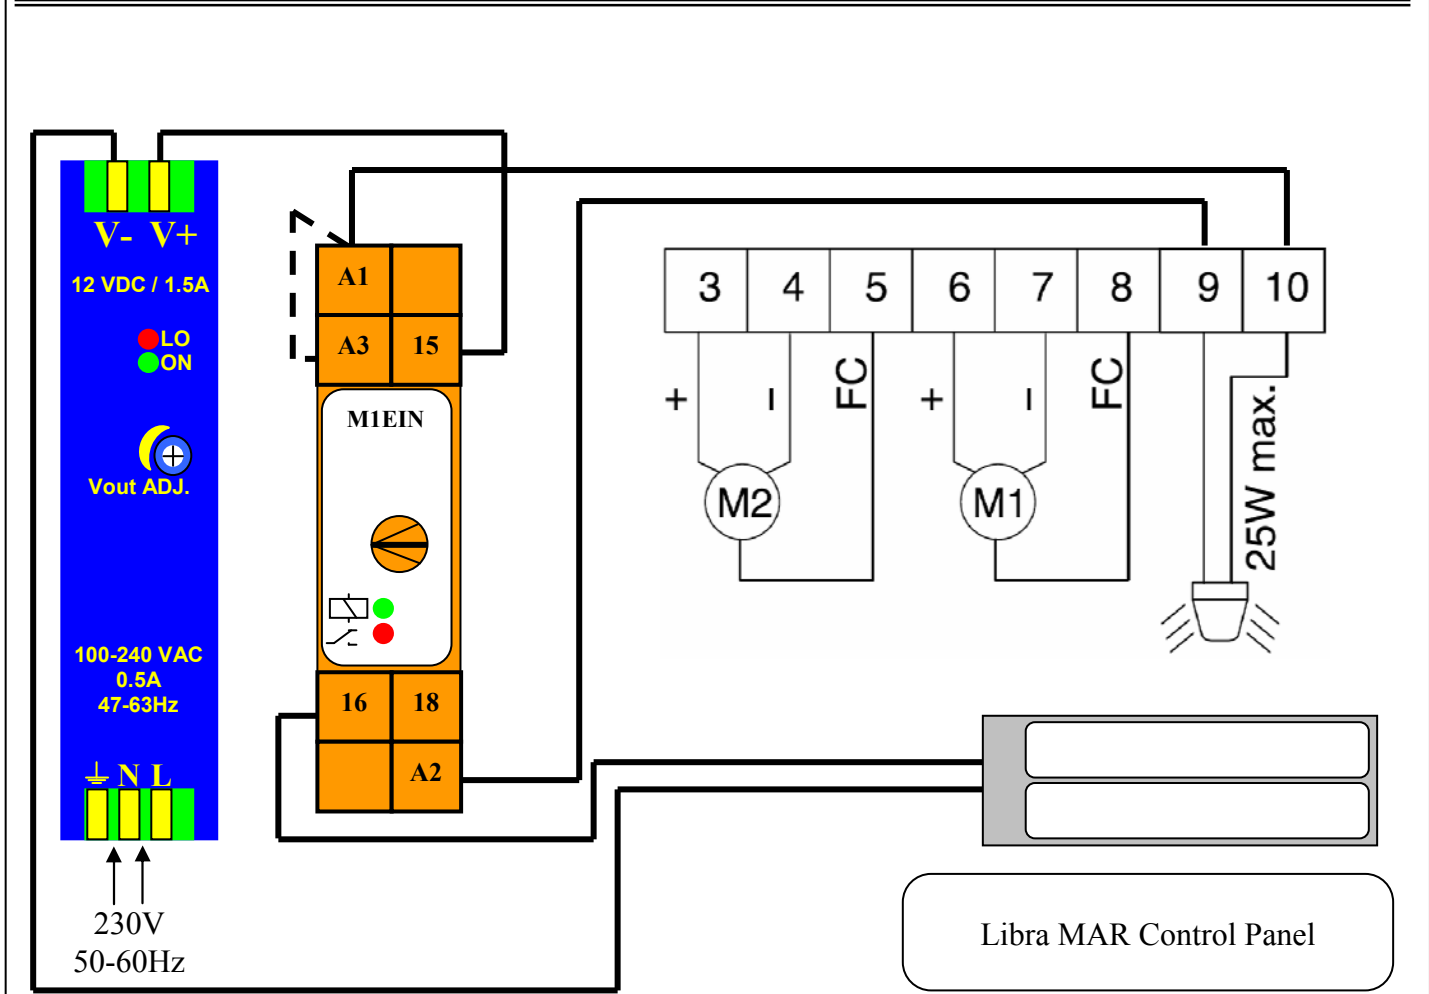 V- V+
12 VDC / 1.5A
LO
ON
Vout ADJ.
100-240 VAC
0.5A
47-63Hz
N L
230V
50-60Hz
A1
A3 15
M1EIN
16 18
A2
3 4 5 6 7 8 9 10
+ – FC + – FC
25W max.
M2 M1
Libra MAR Control Panel